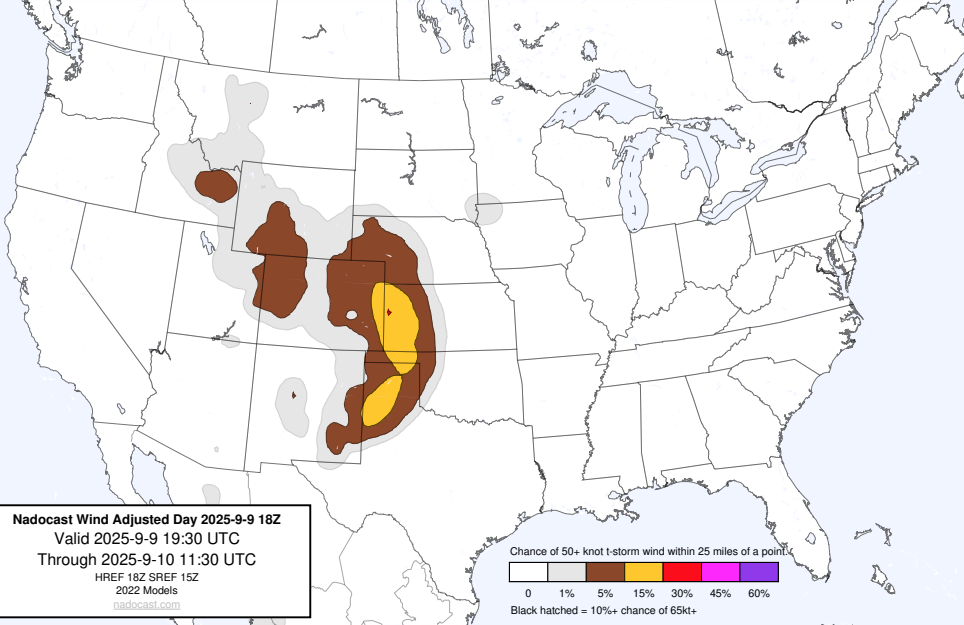 Nadocast Wind Adjusted Day 2025-9-9 18Z
Valid 2025-9-9 19:30 UTC
Through 2025-9-10 11:30 UTC
HREF 18Z SREF 15Z
2022 Models
nadocast.com
Chance of 50+ knot t-storm wind within 25 miles of a point.
0 1% 5% 15% 30% 45% 60%
Black hatched = 10%+ chance of 65kt+